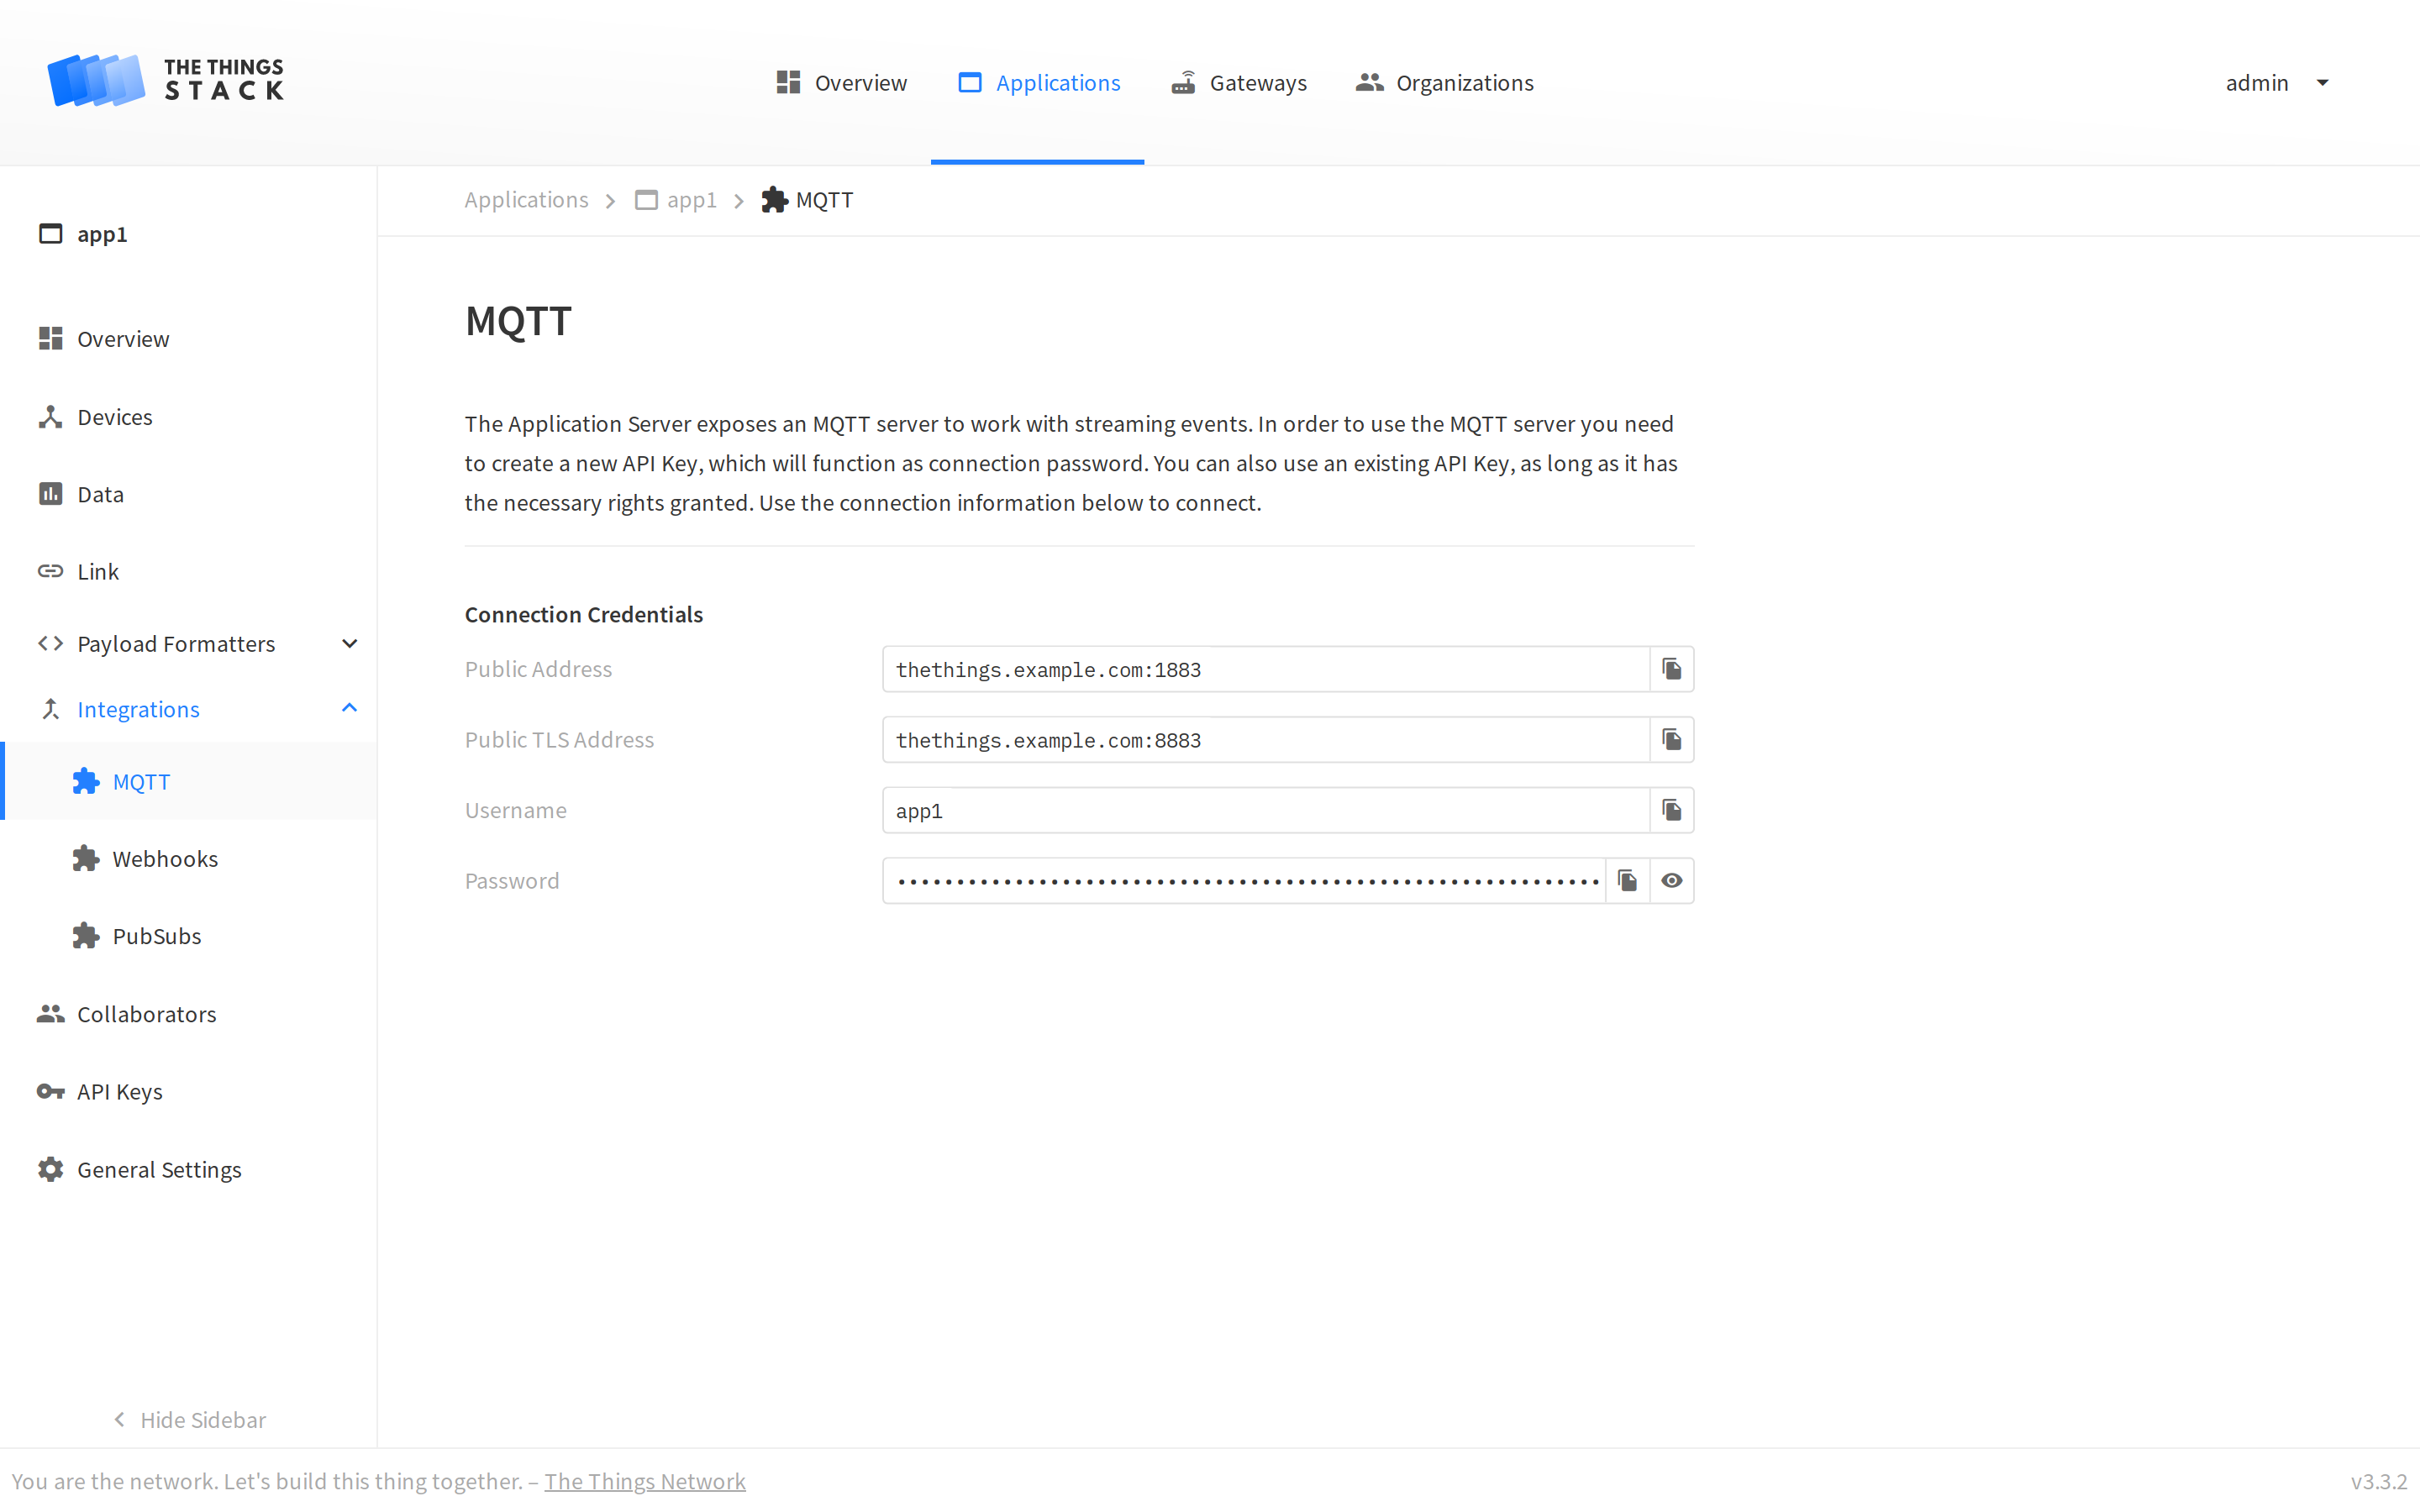 THE THINGS
STACK
Overview
Applications
Gateways
Organizations
admin
Applications
app1
MQTT
app1
Overview
Devices
Data
Link
Payload Formatters
Integrations
MQTT
Webhooks
PubSubs
Collaborators
API Keys
General Settings
Hide Sidebar
MQTT
The Application Server exposes an MQTT server to work with streaming events. In order to use the MQTT server you need
to create a new API Key, which will function as connection password. You can also use an existing API Key, as long as it has
the necessary rights granted. Use the connection information below to connect.
Connection Credentials
Public Address
thethings.example.com:1883
Public TLS Address
thethings.example.com:8883
Username
app1
Password
••••••••••••••••••••••••••••••••••••••••••••••••••••••••••••
You are the network. Let's build this thing together. – The Things Network
v3.3.2